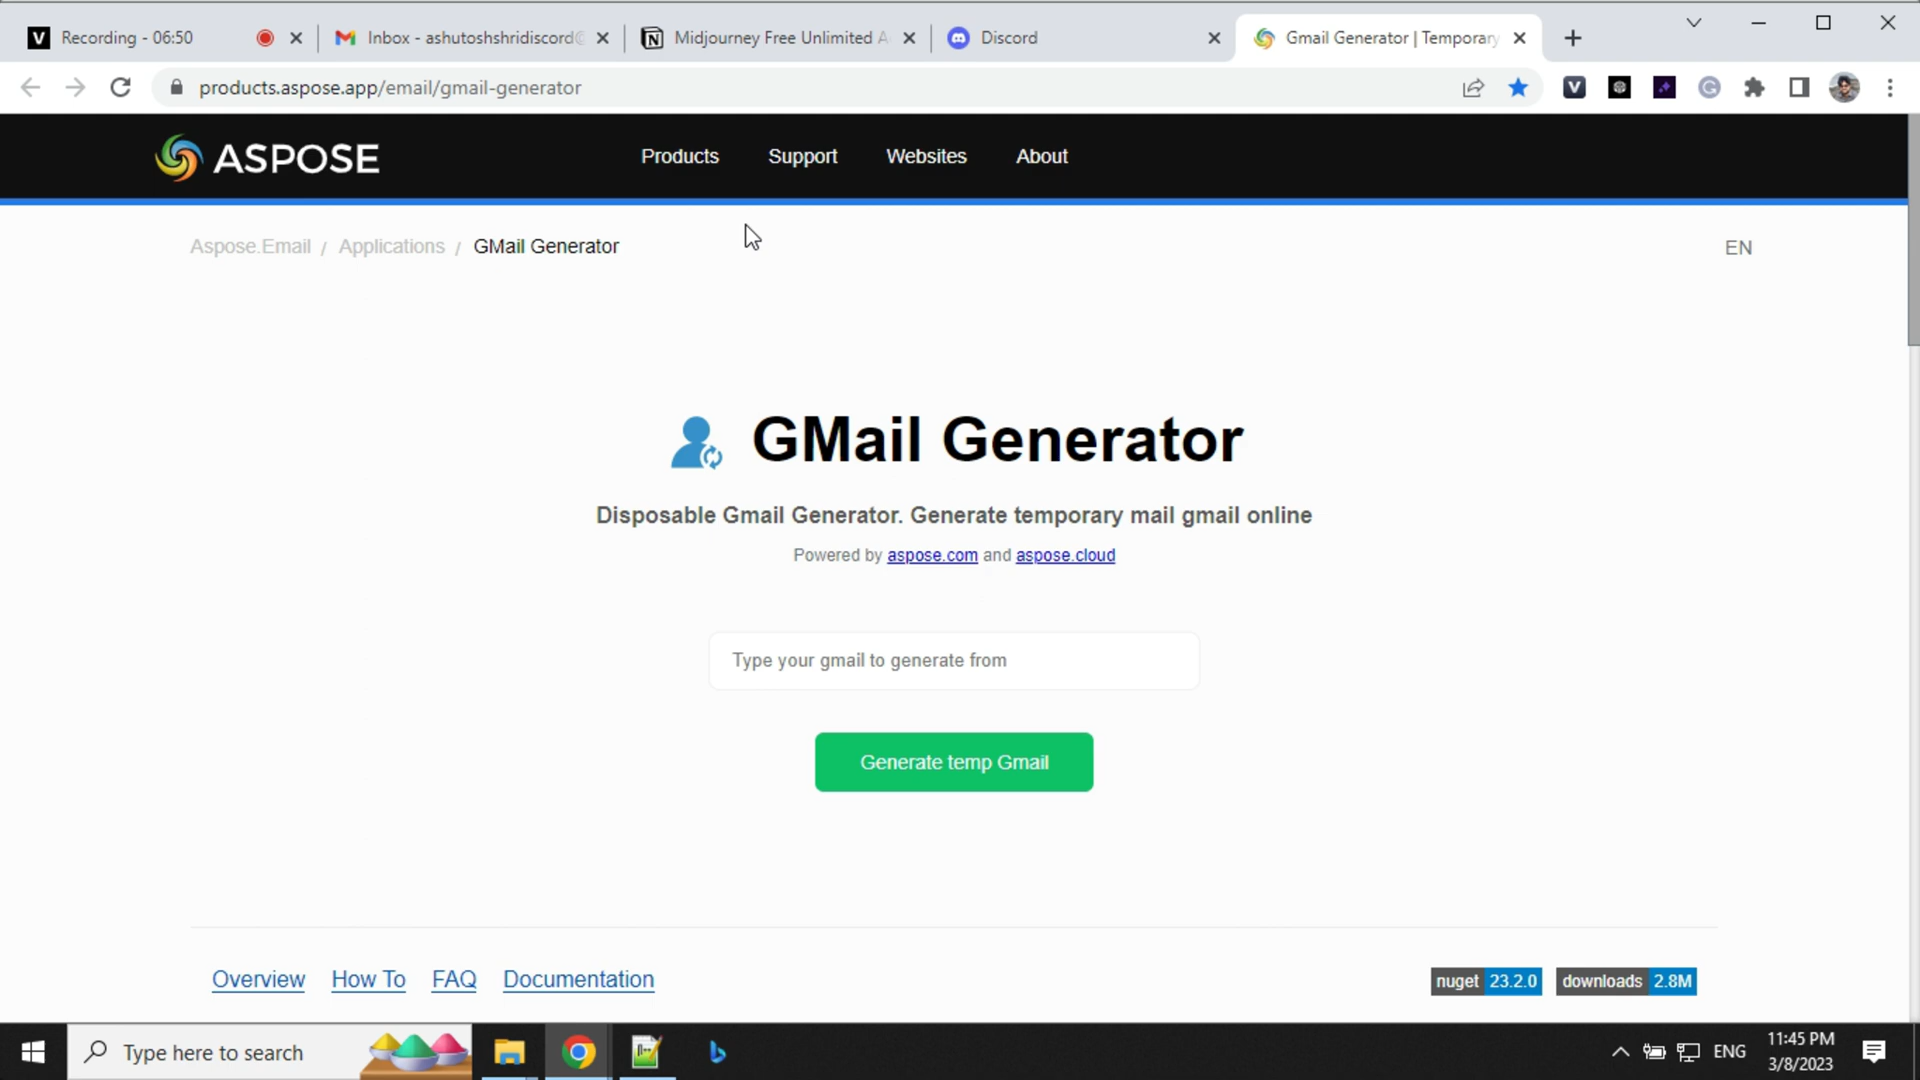 V Recording - 06:50
Inbox - ashutoshshridiscord@
Midjourney Free Unlimited A
Discord
Gmail Generator | Temporary
products.aspose.app/email/gmail-generator
ASPOSE
Products Support Websites About
Aspose.Email / Applications / GMail Generator
EN
GMail Generator
Disposable Gmail Generator. Generate temporary mail gmail online
Powered by aspose.com and aspose.cloud
Type your gmail to generate from
Generate temp Gmail
Overview How To FAQ Documentation
nuget 23.2.0 downloads 2.8M
Type here to search
ENG
11:45 PM
3/8/2023